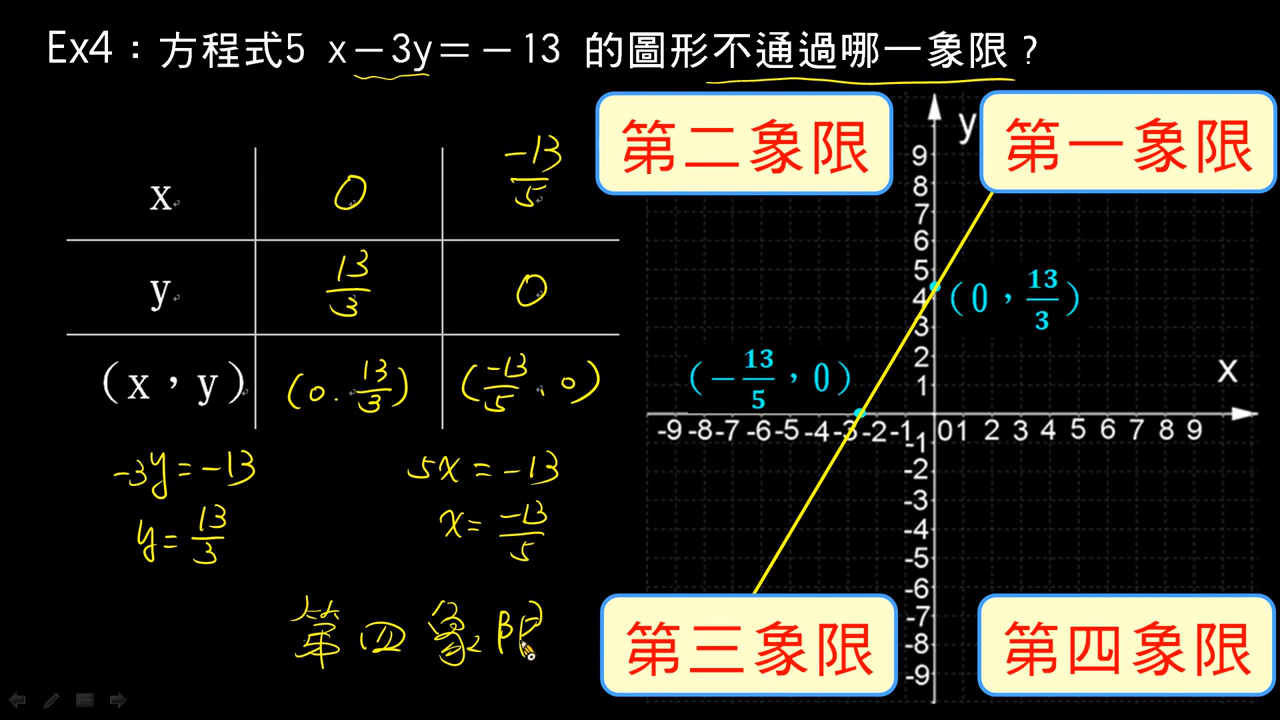 Ex4：方程式5 x－3y＝－13 的圖形不通過哪一象限？
x 0 -13/5
y 13/3 0
(x，y) (0，13/3) (-13/5，0)
-3y=-13 5x=-13
y=13/3 x=-13/5
第四象限
第二象限 第一象限
y
9
8
7
6
5
4
3
2
1
(0，13/3)
(-13/5，0)
x
-9 -8 -7 -6 -5 -4 -3 -2 -1 0 1 2 3 4 5 6 7 8 9
-1
-2
-3
-4
-5
-6
-7
-8
-9
第三象限 第四象限